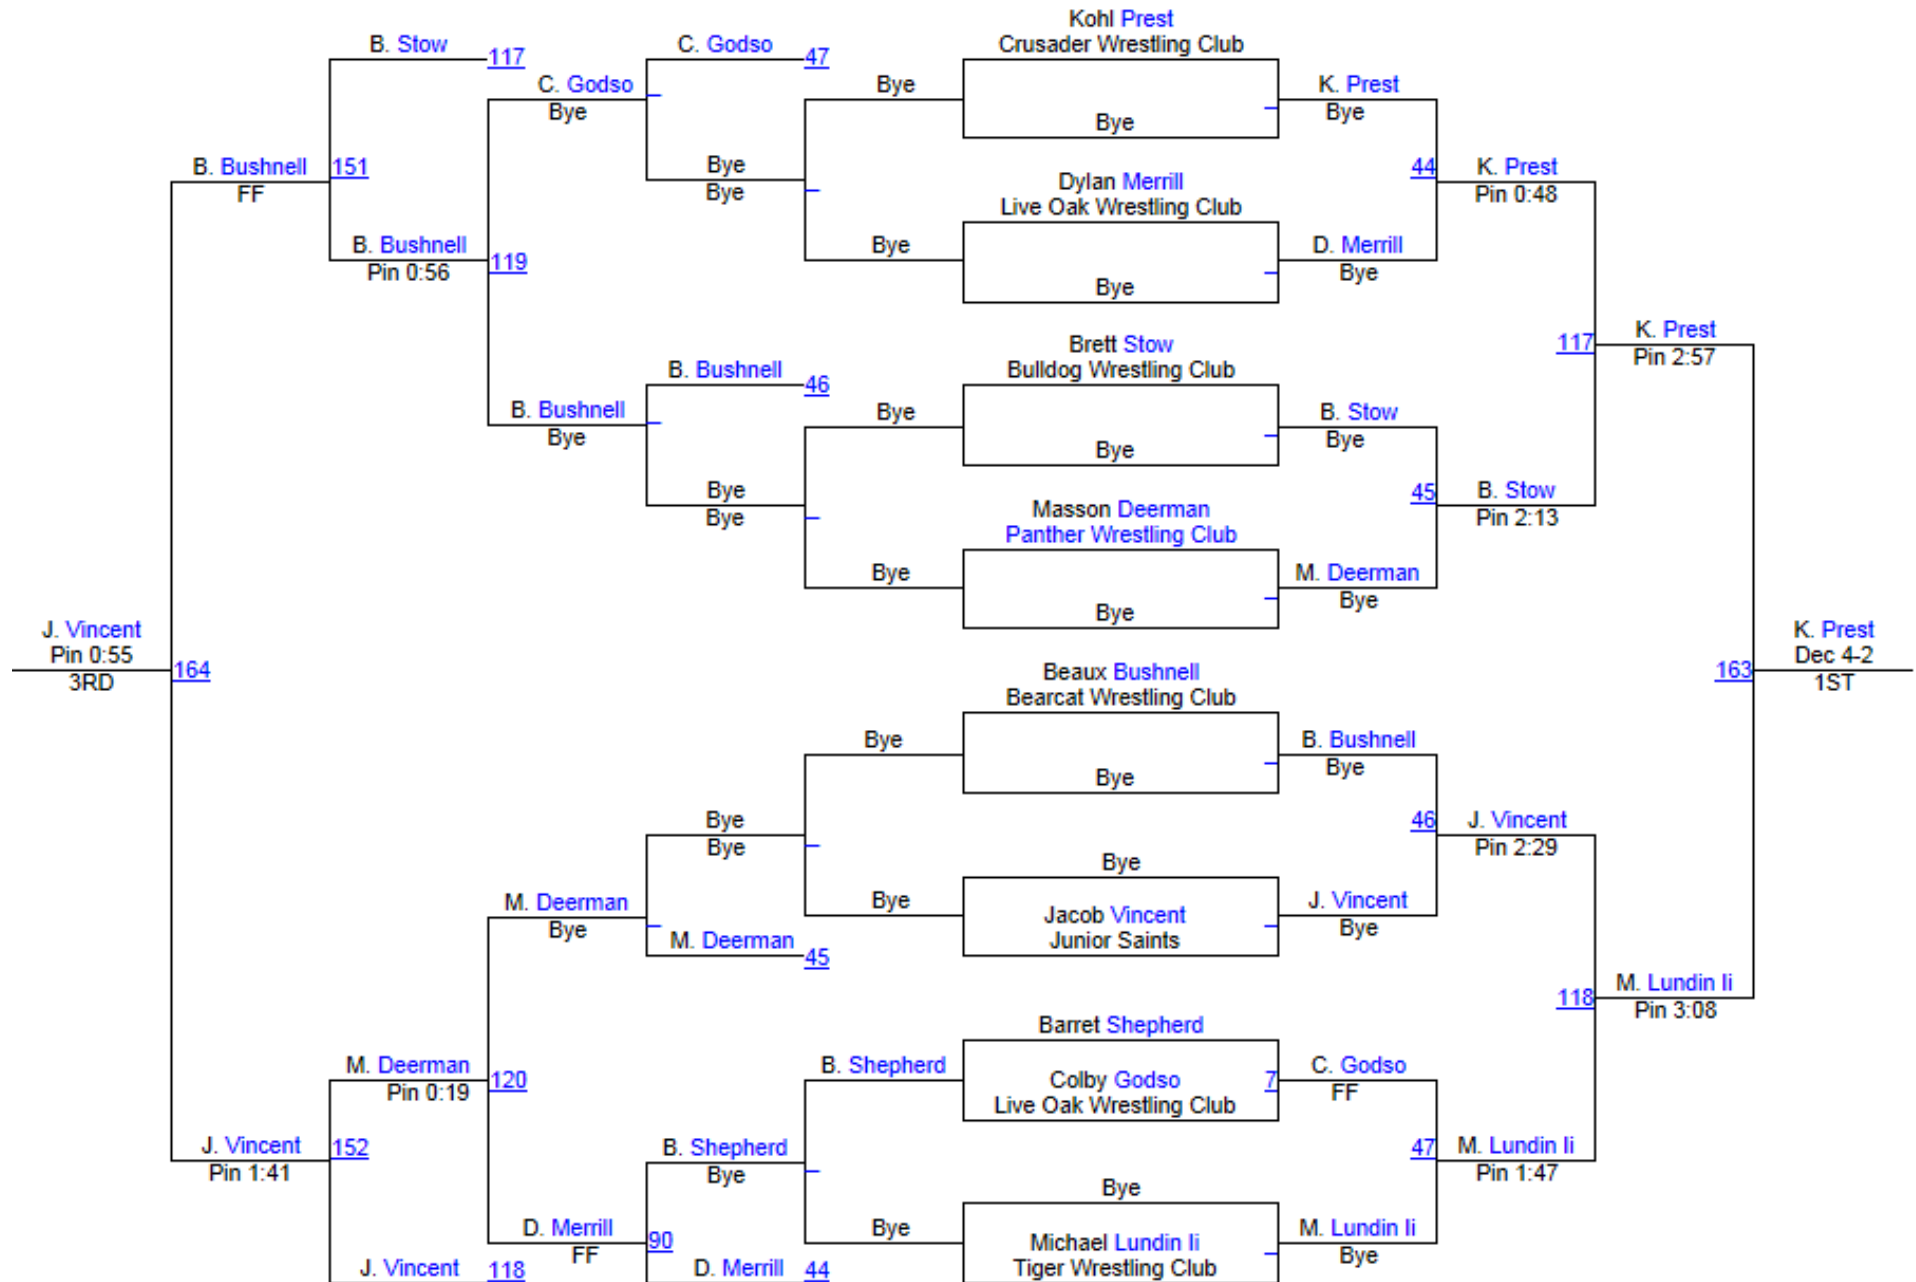 Kohl Prest
B. Stow
C. Godso
Crusader Wrestling Club
117
47
C. Godso
Bye
K. Prest
Bye
Bye
Bye
B. Bushnell
151
Bye
44
K. Prest
FF
Bye
Dylan Merrill
Pin 0:48
Live Oak Wrestling Club
B. Bushnell
119
Bye
D. Merrill
Pin 0:56
Bye
Bye
Brett Stow
117
K. Prest
B. Bushnell
46
Bulldog Wrestling Club
Pin 2:57
B. Bushnell
Bye
B. Stow
Bye
Bye
Bye
Bye
45
B. Stow
Bye
Masson Deerman
Pin 2:13
Panther Wrestling Club
Bye
M. Deerman
Bye
Bye
J. Vincent
K. Prest
Pin 0:55
164
Beaux Bushnell
163
Dec 4-2
3RD
Bearcat Wrestling Club
1ST
Bye
B. Bushnell
Bye
Bye
Bye
46
J. Vincent
Bye
Bye
Pin 2:29
M. Deerman
Bye
J. Vincent
Bye
Jacob Vincent
Bye
M. Deerman
45
Junior Saints
118
M. Lundin Ii
Pin 3:08
Barret Shepherd
M. Deerman
120
B. Shepherd
Colby Godso
7
C. Godso
Pin 0:19
Live Oak Wrestling Club
FF
J. Vincent
152
B. Shepherd
47
M. Lundin Ii
Pin 1:41
Bye
Bye
Pin 1:47
D. Merrill
90
Bye
Michael Lundin Ii
M. Lundin Ii
FF
Bye
J. Vincent
118
D. Merrill
44
Tiger Wrestling Club